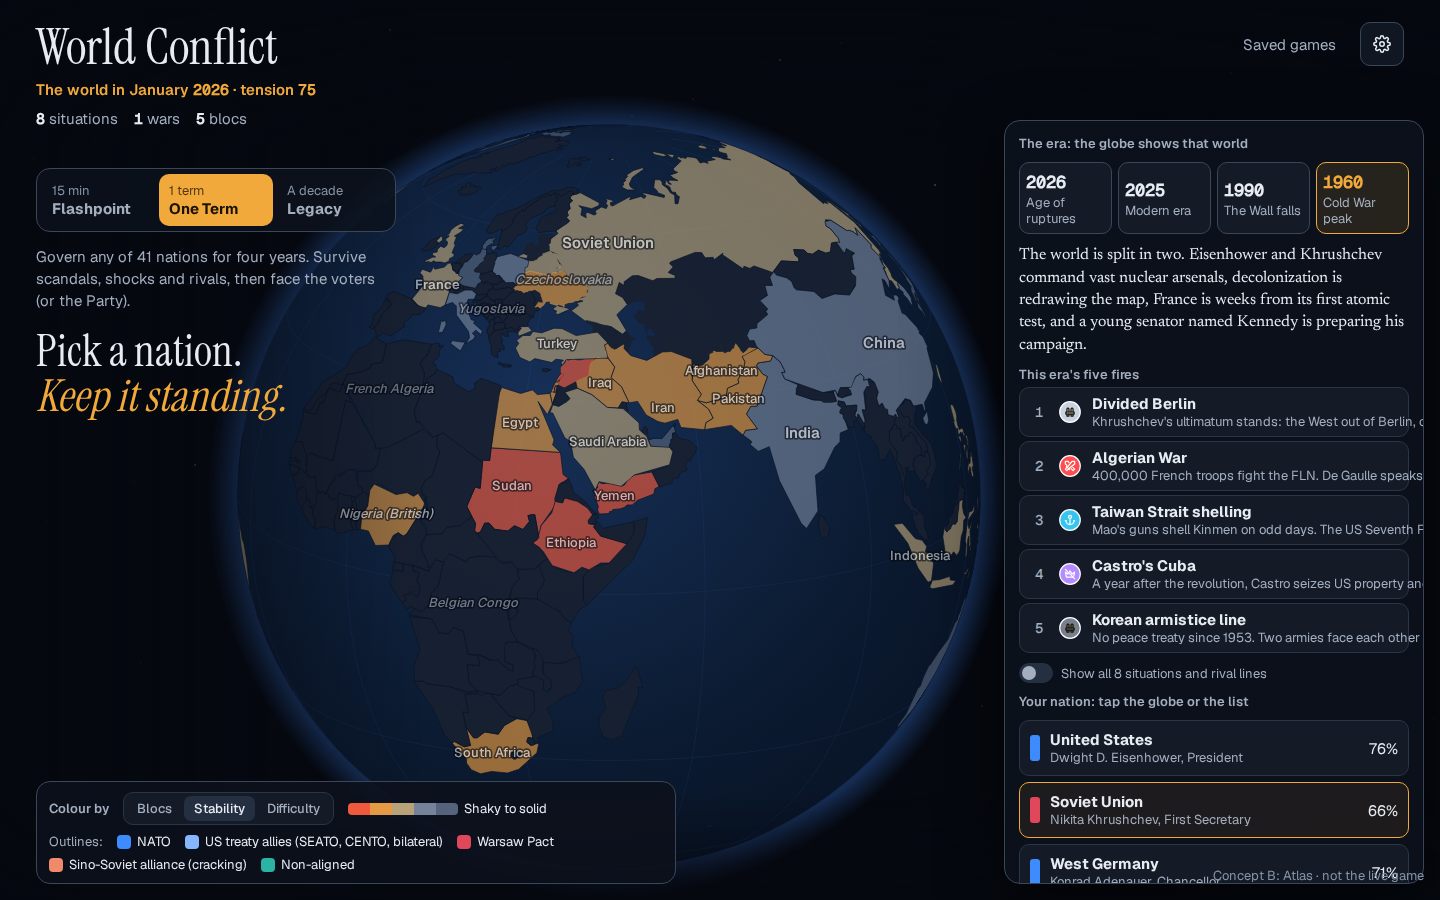 World Conflict
The world in January 2026 · tension 75
8 situations 1 wars 5 blocs
15 min
Flashpoint
1 term
One Term
A decade
Legacy
Govern any of 41 nations for four years. Survive
scandals, shocks and rivals, then face the voters
(or the Party).
Pick a nation.
Keep it standing.
Saved games
Soviet Union
Czechoslovakia
France
Yugoslavia
Turkey
China
French Algeria
Iraq
Afghanistan
Iran
Pakistan
Egypt
Saudi Arabia
India
Sudan
Yemen
Nigeria (British)
Ethiopia
Indonesia
Belgian Congo
South Africa
Colour by Blocs Stability Difficulty Shaky to solid
Outlines: NATO US treaty allies (SEATO, CENTO, bilateral) Warsaw Pact
Sino-Soviet alliance (cracking) Non-aligned
The era: the globe shows that world
2026
Age of
ruptures
2025
Modern era
1990
The Wall falls
1960
Cold War
peak
The world is split in two. Eisenhower and Khrushchev
command vast nuclear arsenals, decolonization is
redrawing the map, France is weeks from its first atomic
test, and a young senator named Kennedy is preparing his
campaign.
This era's five fires
1 Divided Berlin
Khrushchev's ultimatum stands: the West out of Berlin,
2 Algerian War
400,000 French troops fight the FLN. De Gaulle speaks
3 Taiwan Strait shelling
Mao's guns shell Kinmen on odd days. The US Seventh
4 Castro's Cuba
A year after the revolution, Castro seizes US property
5 Korean armistice line
No peace treaty since 1953. Two armies face each other
Show all 8 situations and rival lines
Your nation: tap the globe or the list
United States
Dwight D. Eisenhower, President
76%
Soviet Union
Nikita Khrushchev, First Secretary
66%
West Germany
Konrad Adenauer, Chancellor
71%
Concept B: Atlas · not the live game